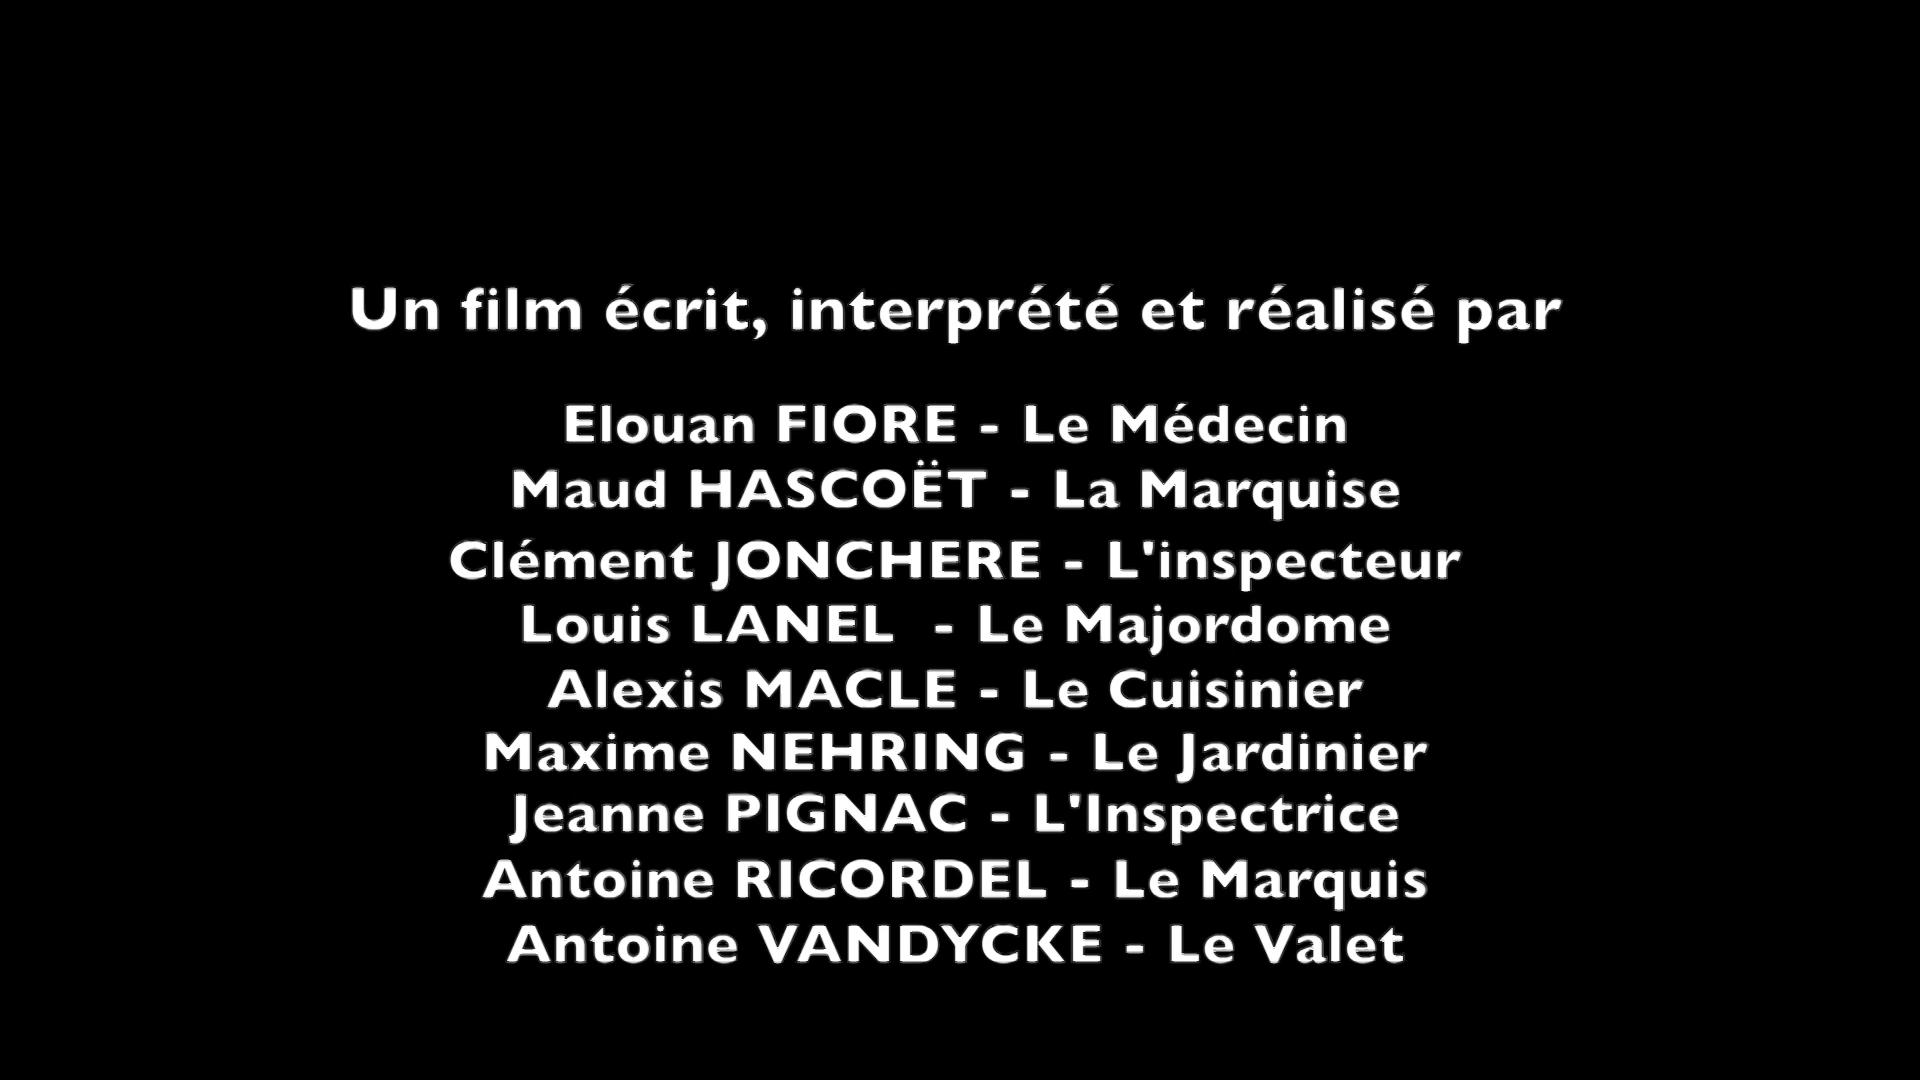 Un film écrit, interprété et réalisé par
Elouan FIORE - Le Médecin
Maud HASCOËT - La Marquise
Clément JONCHERE - L'inspecteur
Louis LANEL  - Le Majordome
Alexis MACLE - Le Cuisinier
Maxime NEHRING - Le Jardinier
Jeanne PIGNAC - L'Inspectrice
Antoine RICORDEL - Le Marquis
Antoine VANDYCKE - Le Valet